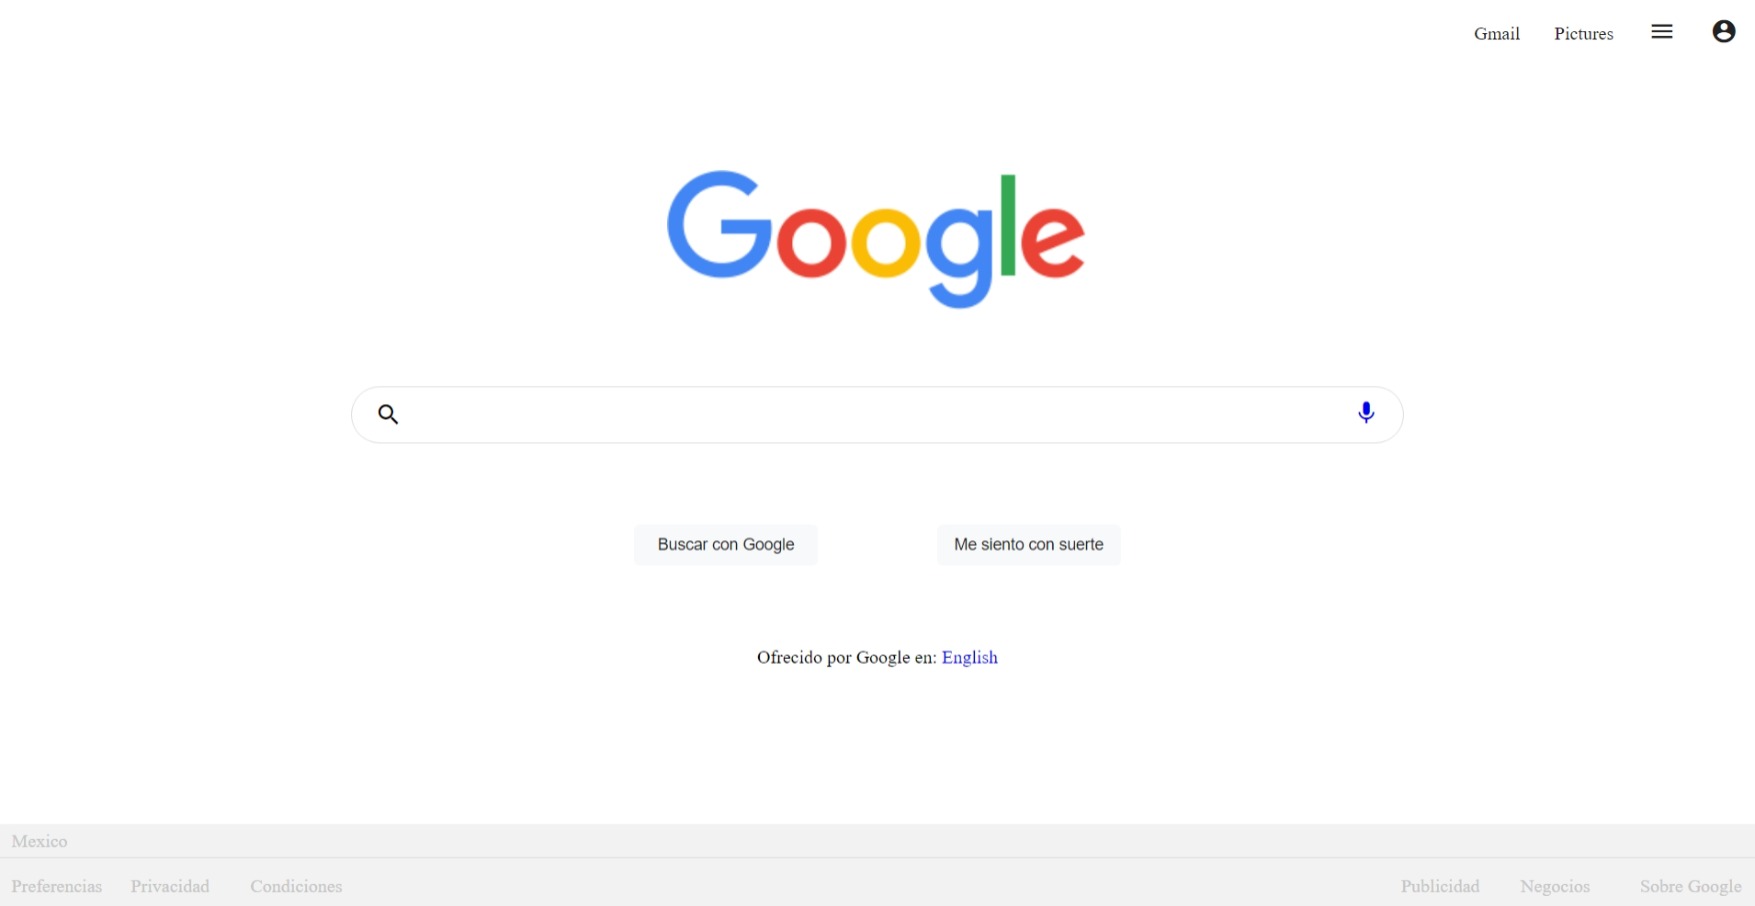 Gmail Pictures
Google
Buscar con Google Me siento con suerte
Ofrecido por Google en: English
Mexico
Preferencias Privacidad Condiciones Publicidad Negocios Sobre Google